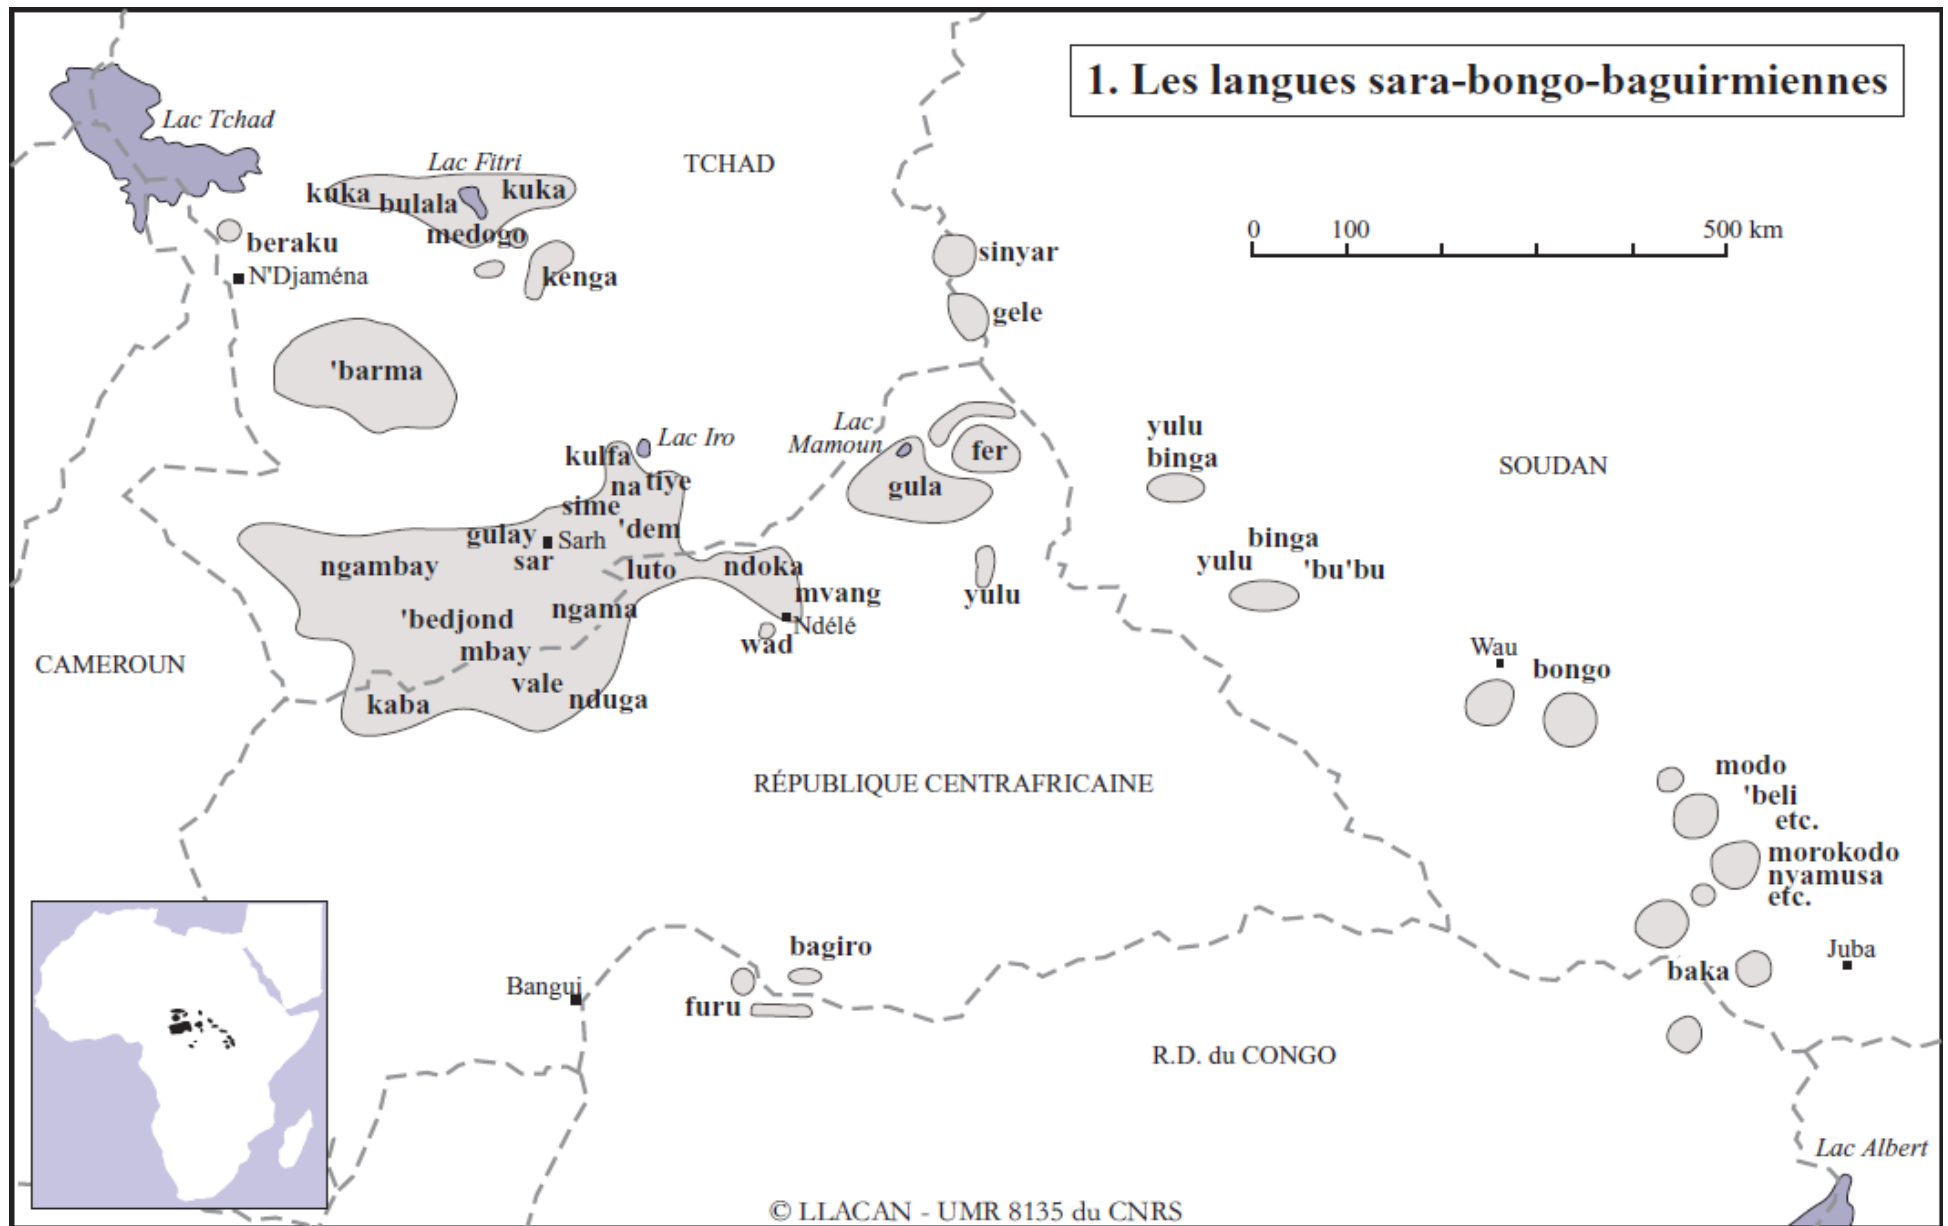 1. Les langues sara-bongo-baguirmiennes
Lac Tchad
Lac Fitri
TCHAD
kuka
bulala
kuka
medogo
beraku
N'Djaména
kenga
0 100 500 km
sinyar
gele
'barma
Lac Iro
Lac
Mamoun
kulfa
na
tiye
sime
'dem
fer
gula
yulu
binga
SOUDAN
gulay
Sarh
sar
ngambay
luto
ndoka
mvang
Ndélé
wad
yulu
binga
yulu
'bu'bu
'bedjond
ngama
mbay
vale
nduga
kaba
CAMEROUN
Wau
bongo
RÉPUBLIQUE CENTRAFRICAINE
modo
'beli
etc.
morokodo
nyamusa
etc.
bagiro
Bangui
furu
baka
Juba
R.D. du CONGO
Lac Albert
© LLACAN - UMR 8135 du CNRS